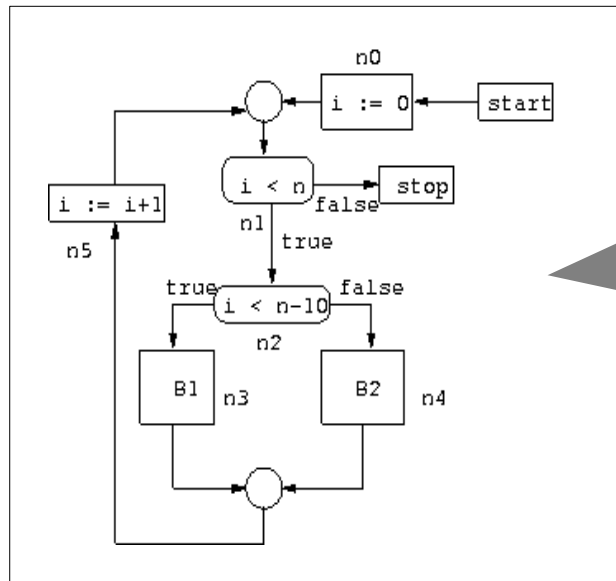 n0
i := 0
start
i < n
stop
false
n1
true
i := i+1
n5
true
false
i < n-10
n2
B1
n3
B2
n4